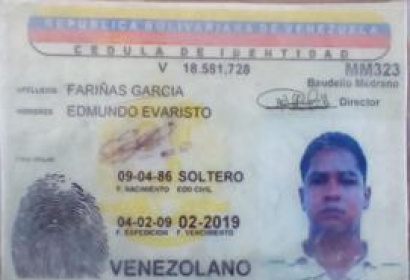 REPUBLICA BOLIVARIANA DE VENEZUELA
CEDULA DE IDENTIDAD
V 18.581,728 MM323
Baudelio Medrano
Director
APELLIDOS FARIÑAS GARCIA
NOMBRES EDMUNDO EVARISTO
09-04-86 SOLTERO
F. NACIMIENTO EDO CIVIL
04-02-09 02-2019
F. EXPEDICION F. VENCIMIENTO
VENEZOLANO